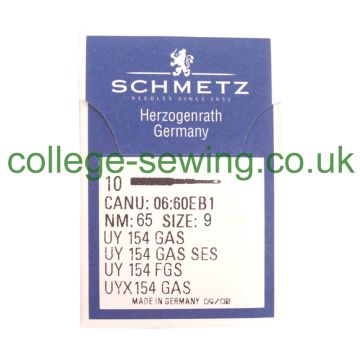 SCHMETZ
NEEDLES SINCE 1851
Herzogenrath
Germany
college-sewing.co.uk
10
CANU: 06:60EB1
NM: 65 SIZE: 9
UY 154 GAS
UY 154 GAS SES
UY 154 FGS
UYX154 GAS
MADE IN GERMANY